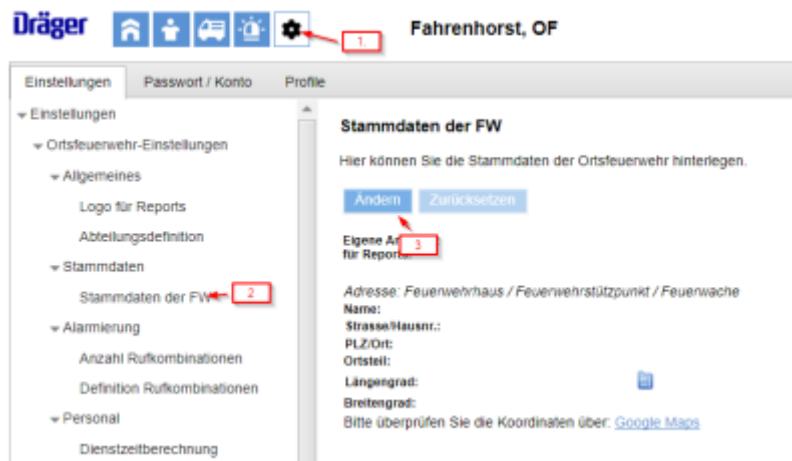 Dräger
1.
Fahrenhorst, OF
Einstellungen Passwort / Konto Profile
Einstellungen
Ortsfeuerwehr-Einstellungen
Allgemeines
Logo für Reports
Abteilungsdefinition
Stammdaten
Stammdaten der FW
2
Alarmierung
Anzahl Rufkombinationen
Definition Rufkombinationen
Personal
Dienstzeitberechnung
Stammdaten der FW
Hier können Sie die Stammdaten der Ortsfeuerwehr hinterlegen.
Ändern Zurücksetzen
3
Eigene
für Reports:
Adresse: Feuerwehrhaus / Feuerwehrstützpunkt / Feuerwache
Name:
Strasse/Hausnr.:
PLZ/Ort:
Ortsteil:
Längengrad:
Breitengrad:
Bitte überprüfen Sie die Koordinaten über: Google Maps